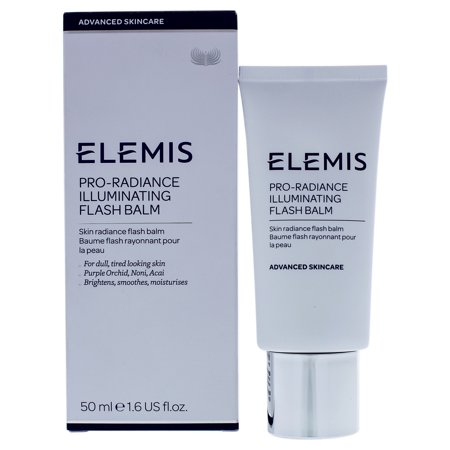 ADVANCED SKINCARE
ELEMIS
PRO-RADIANCE
ILLUMINATING
FLASH BALM
Skin radiance flash balm
Baume flash rayonnant pour
la peau
. For dull, tired looking skin
. Purple Orchid, Noni, Acai
. Brightens, smoothes, moisturises
50 ml e 1.6 US fl.oz.
ELEMIS
PRO-RADIANCE
ILLUMINATING
FLASH BALM
Skin radiance flash balm
Baume flash rayonnant pour
la peau
ADVANCED SKINCARE